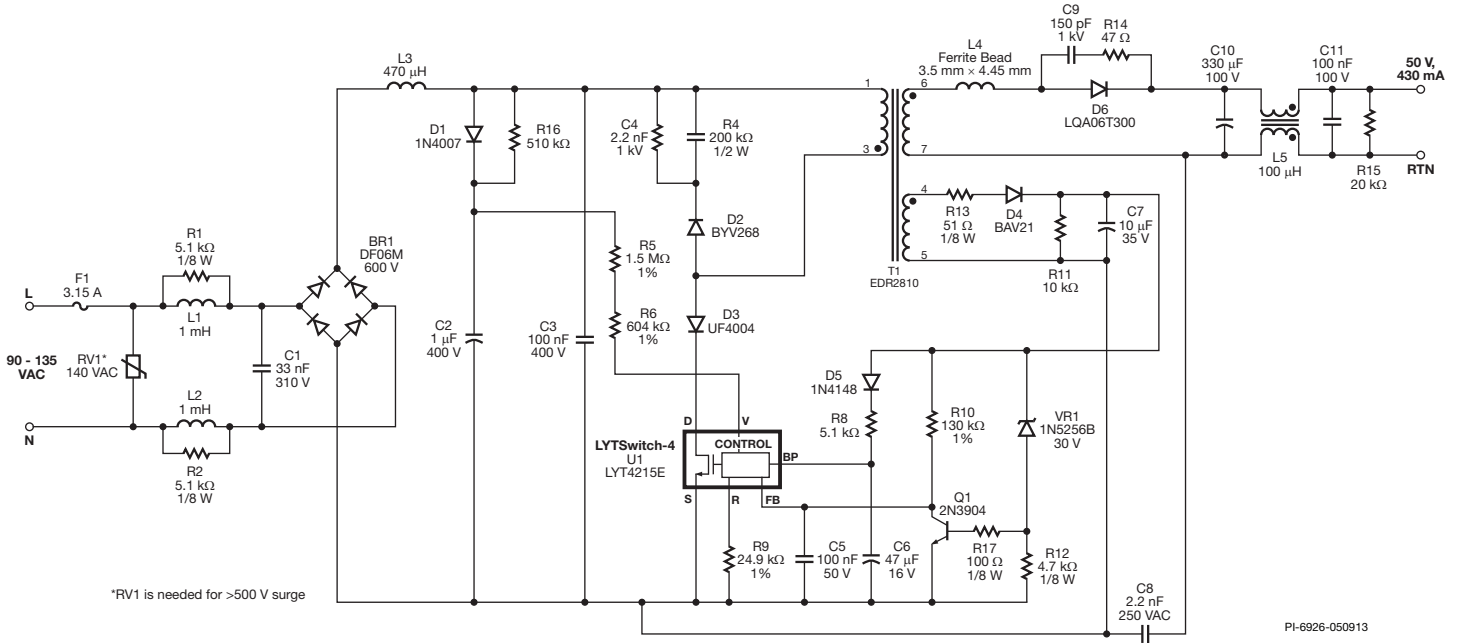 L3
470 µH
D1
1N4007
R16
510 kΩ
C4
2.2 nF
1 kV
R4
200 kΩ
1/2 W
1
3
L4
Ferrite Bead
3.5 mm × 4.45 mm
6
7
C9
150 pF
1 kV
R14
47 Ω
D6
LQA06T300
C10
330 µF
100 V
L5
100 µH
C11
100 nF
100 V
R15
20 kΩ
50 V,
430 mA
RTN
4
5
R13
51 Ω
1/8 W
D4
BAV21
R11
10 kΩ
C7
10 µF
35 V
T1
EDR2810
D2
BYV268
R5
1.5 MΩ
1%
R6
604 kΩ
1%
D3
UF4004
R1
5.1 kΩ
1/8 W
F1
3.15 A
L
L1
1 mH
BR1
DF06M
600 V
90 - 135
VAC
RV1*
140 VAC
C1
33 nF
310 V
L2
1 mH
N
R2
5.1 kΩ
1/8 W
C2
1 µF
400 V
C3
100 nF
400 V
D5
1N4148
R8
5.1 kΩ
R10
130 kΩ
1%
VR1
1N5256B
30 V
LYTSwitch-4
U1
LYT4215E
D
V
CONTROL
BP
S
R
FB
Q1
2N3904
R9
24.9 kΩ
1%
C5
100 nF
50 V
C6
47 µF
16 V
R17
100 Ω
1/8 W
R12
4.7 kΩ
1/8 W
C8
2.2 nF
250 VAC
*RV1 is needed for >500 V surge
PI-6926-050913